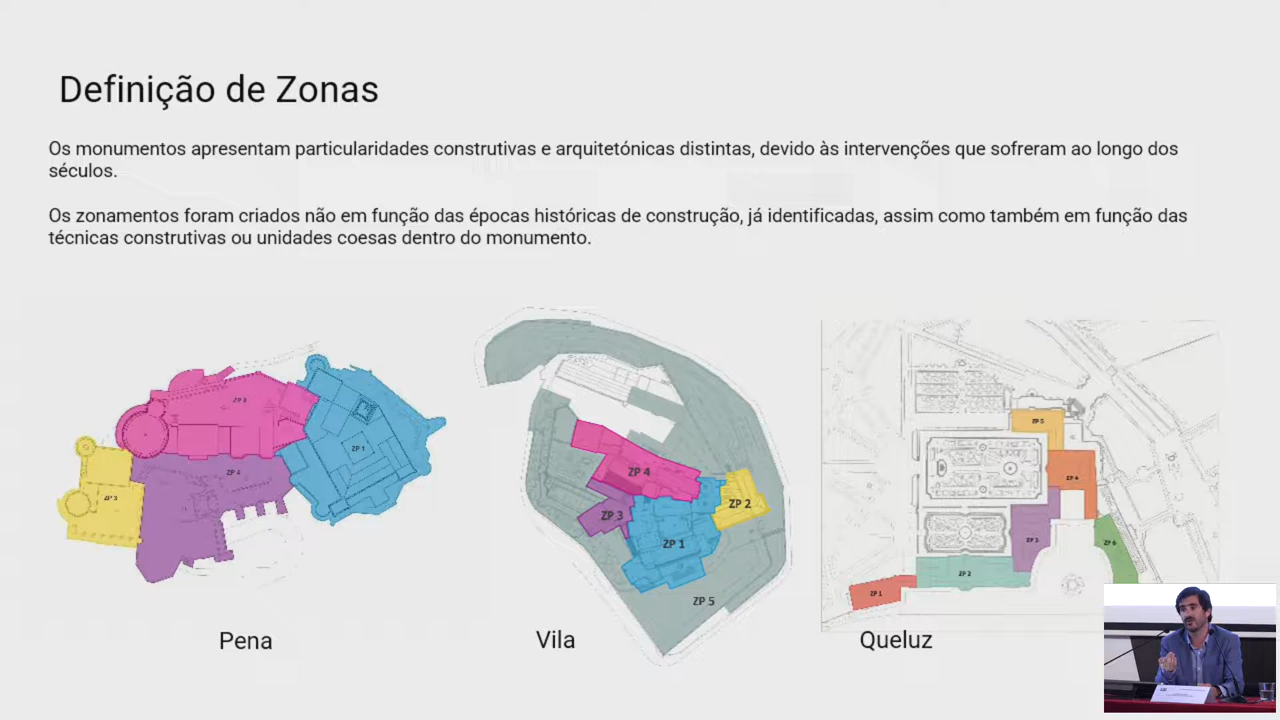 Definição de Zonas
Os monumentos apresentam particularidades construtivas e arquitetónicas distintas, devido às intervenções que sofreram ao longo dos
séculos.
Os zonamentos foram criados não em função das épocas históricas de construção, já identificadas, assim como também em função das
técnicas construtivas ou unidades coesas dentro do monumento.
ZP 1
ZP 4
ZP 3
ZP 4
ZP 2
ZP 3
ZP 1
ZP 5
ZP 5
ZP 4
ZP 3
ZP 6
ZP 2
ZP 1
Pena
Vila
Queluz